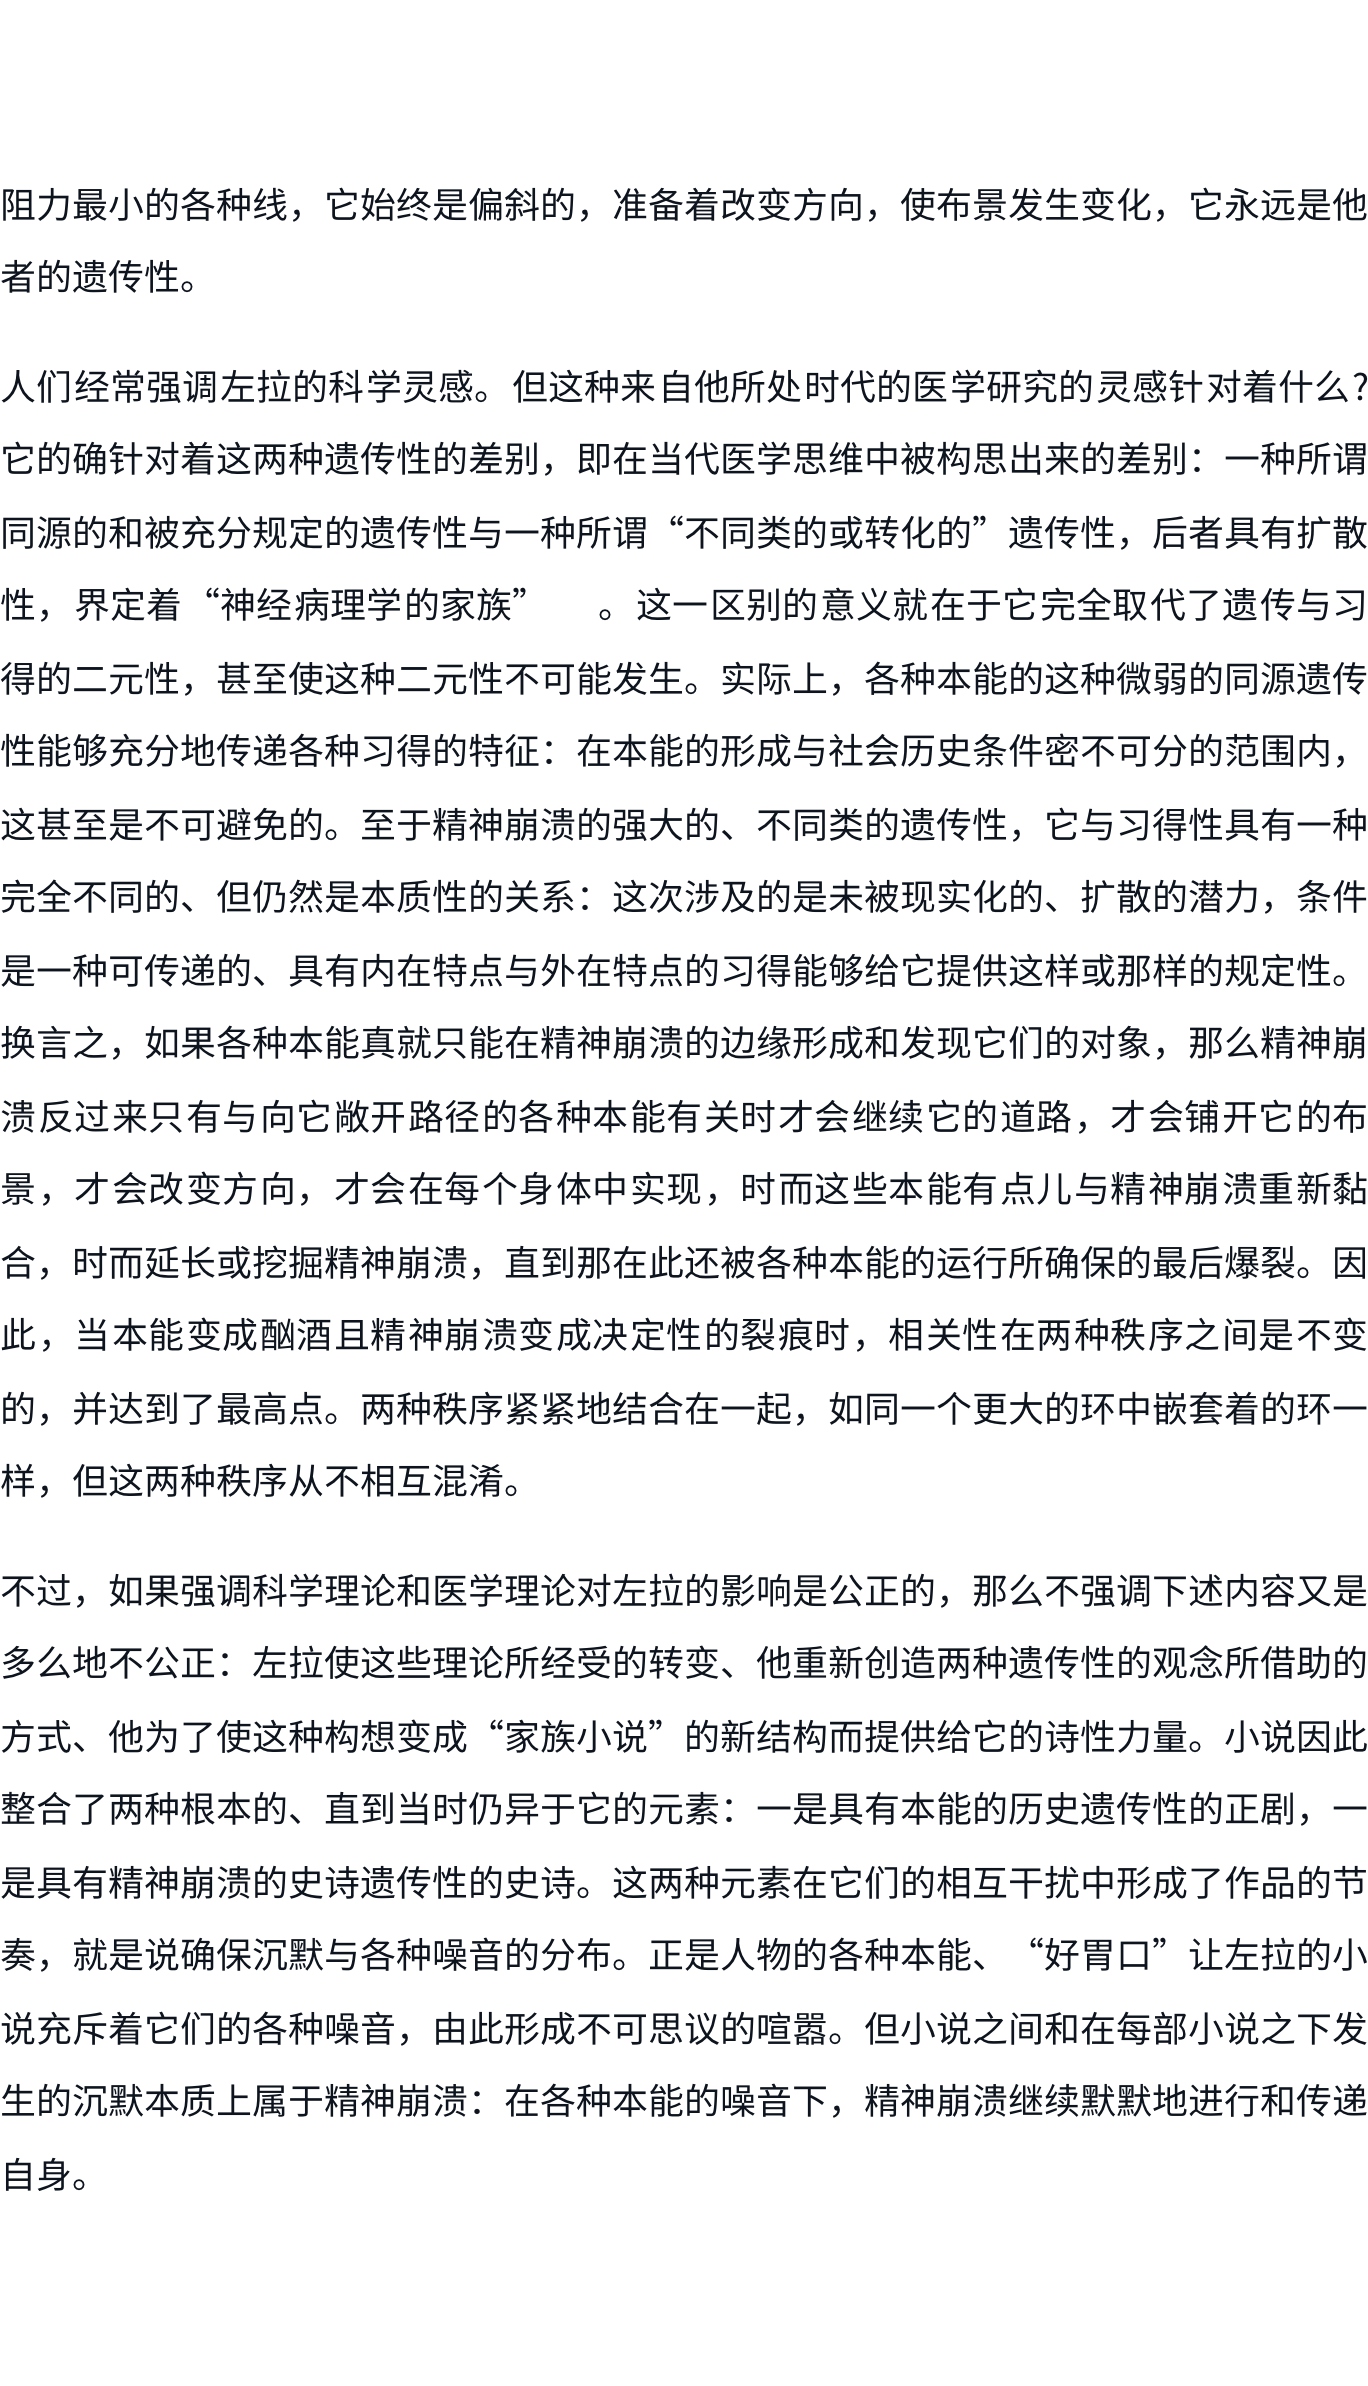 阻力最小的各种线，它始终是偏斜的，准备着改变方向，使布景发生变化，它永远是他
者的遗传性。
人们经常强调左拉的科学灵感。但这种来自他所处时代的医学研究的灵感针对着什么？
它的确针对着这两种遗传性的差别，即在当代医学思维中被构思出来的差别：一种所谓
同源的和被充分规定的遗传性与一种所谓“不同类的或转化的”遗传性，后者具有扩散
性，界定着“神经病理学的家族”　　。这一区别的意义就在于它完全取代了遗传与习
得的二元性，甚至使这种二元性不可能发生。实际上，各种本能的这种微弱的同源遗传
性能够充分地传递各种习得的特征：在本能的形成与社会历史条件密不可分的范围内，
这甚至是不可避免的。至于精神崩溃的强大的、不同类的遗传性，它与习得性具有一种
完全不同的、但仍然是本质性的关系：这次涉及的是未被现实化的、扩散的潜力，条件
是一种可传递的、具有内在特点与外在特点的习得能够给它提供这样或那样的规定性。
换言之，如果各种本能真就只能在精神崩溃的边缘形成和发现它们的对象，那么精神崩
溃反过来只有与向它敞开路径的各种本能有关时才会继续它的道路，才会铺开它的布
景，才会改变方向，才会在每个身体中实现，时而这些本能有点儿与精神崩溃重新黏
合，时而延长或挖掘精神崩溃，直到那在此还被各种本能的运行所确保的最后爆裂。因
此，当本能变成酗酒且精神崩溃变成决定性的裂痕时，相关性在两种秩序之间是不变
的，并达到了最高点。两种秩序紧紧地结合在一起，如同一个更大的环中嵌套着的环一
样，但这两种秩序从不相互混淆。
不过，如果强调科学理论和医学理论对左拉的影响是公正的，那么不强调下述内容又是
多么地不公正：左拉使这些理论所经受的转变、他重新创造两种遗传性的观念所借助的
方式、他为了使这种构想变成“家族小说”的新结构而提供给它的诗性力量。小说因此
整合了两种根本的、直到当时仍异于它的元素：一是具有本能的历史遗传性的正剧，一
是具有精神崩溃的史诗遗传性的史诗。这两种元素在它们的相互干扰中形成了作品的节
奏，就是说确保沉默与各种噪音的分布。正是人物的各种本能、“好胃口”让左拉的小
说充斥着它们的各种噪音，由此形成不可思议的喧嚣。但小说之间和在每部小说之下发
生的沉默本质上属于精神崩溃：在各种本能的噪音下，精神崩溃继续默默地进行和传递
自身。